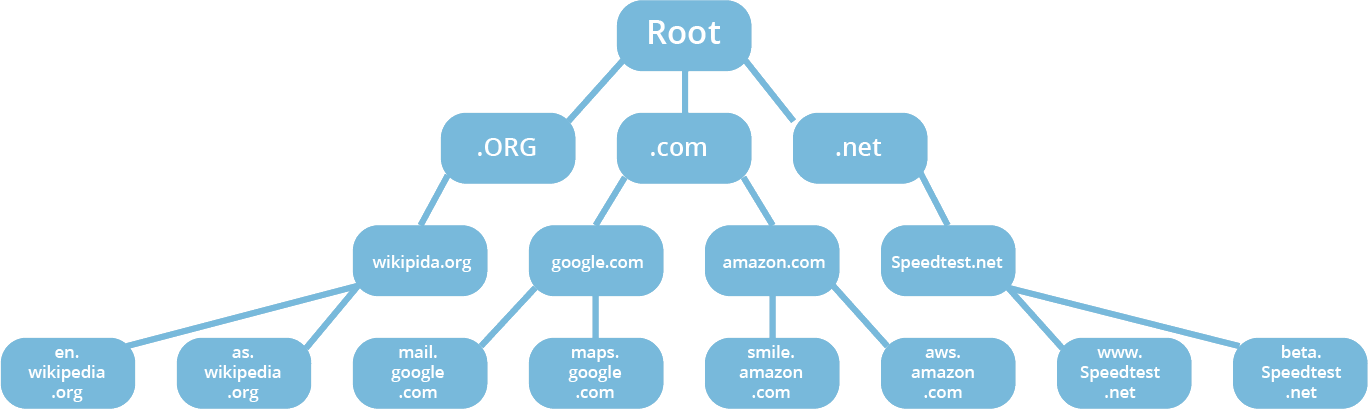 Root
.ORG
.com
.net
wikipida.org
google.com
amazon.com
Speedtest.net
en.
wikipedia
.org
as.
wikipedia
.org
mail.
google
.com
maps.
google
.com
smile.
amazon
.com
aws.
amazon
.com
www.
Speedtest
.net
beta.
Speedtest
.net